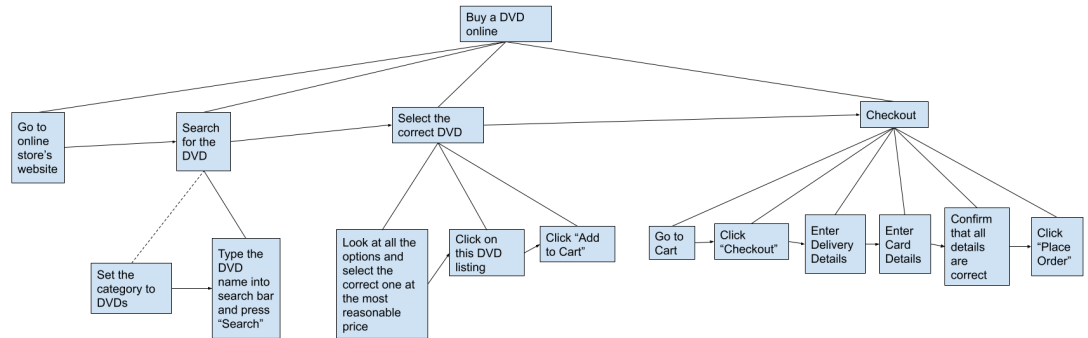 Buy a DVD
online
Go to
online
store's
website
Search
for the
DVD
Select the
correct DVD
Checkout
Set the
category to
DVDs
Type the
DVD
name into
search bar
and press
“Search”
Look at all the
options and
select the
correct one at
the most
reasonable
price
Click on
this DVD
listing
Click “Add
to Cart”
Go to
Cart
Click
“Checkout”
Enter
Delivery
Details
Enter
Card
Details
Confirm
that all
details
are
correct
Click
“Place
Order”